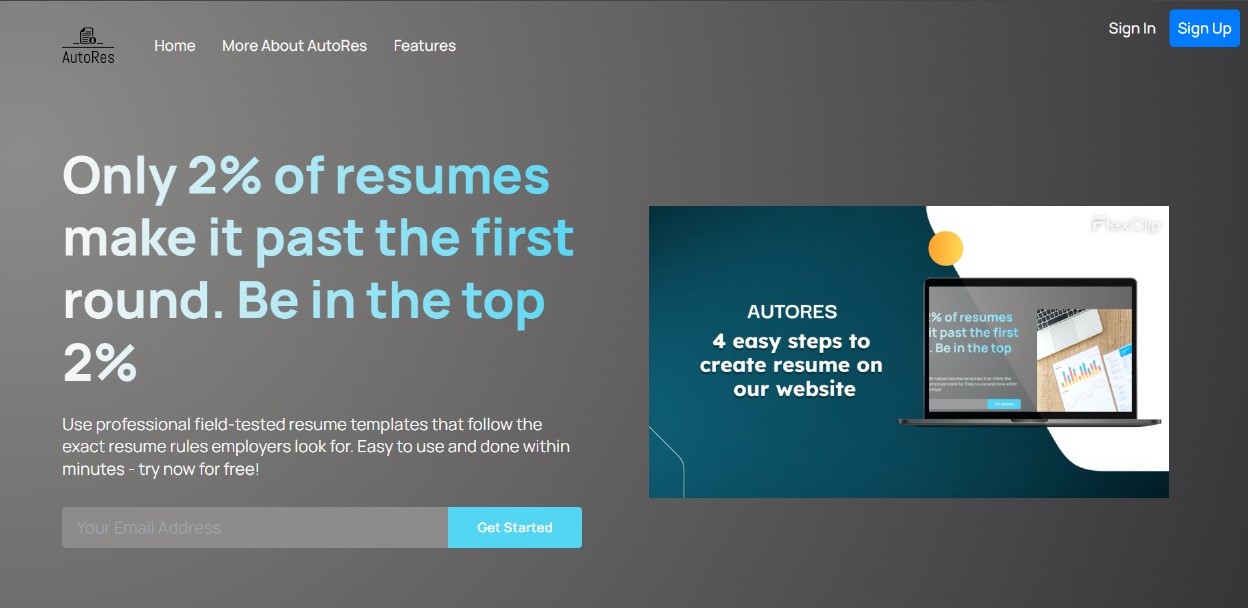 AutoRes
Home
More About AutoRes
Features
Sign In
Sign Up
Only 2% of resumes
make it past the first
round. Be in the top
2%
Use professional field-tested resume templates that follow the
exact resume rules employers look for. Easy to use and done within
minutes - try now for free!
Your Email Address
Get Started
FlexClip
AUTORES
4 easy steps to
create resume on
our website
2% of resumes
it past the first
. Be in the top
Get Started